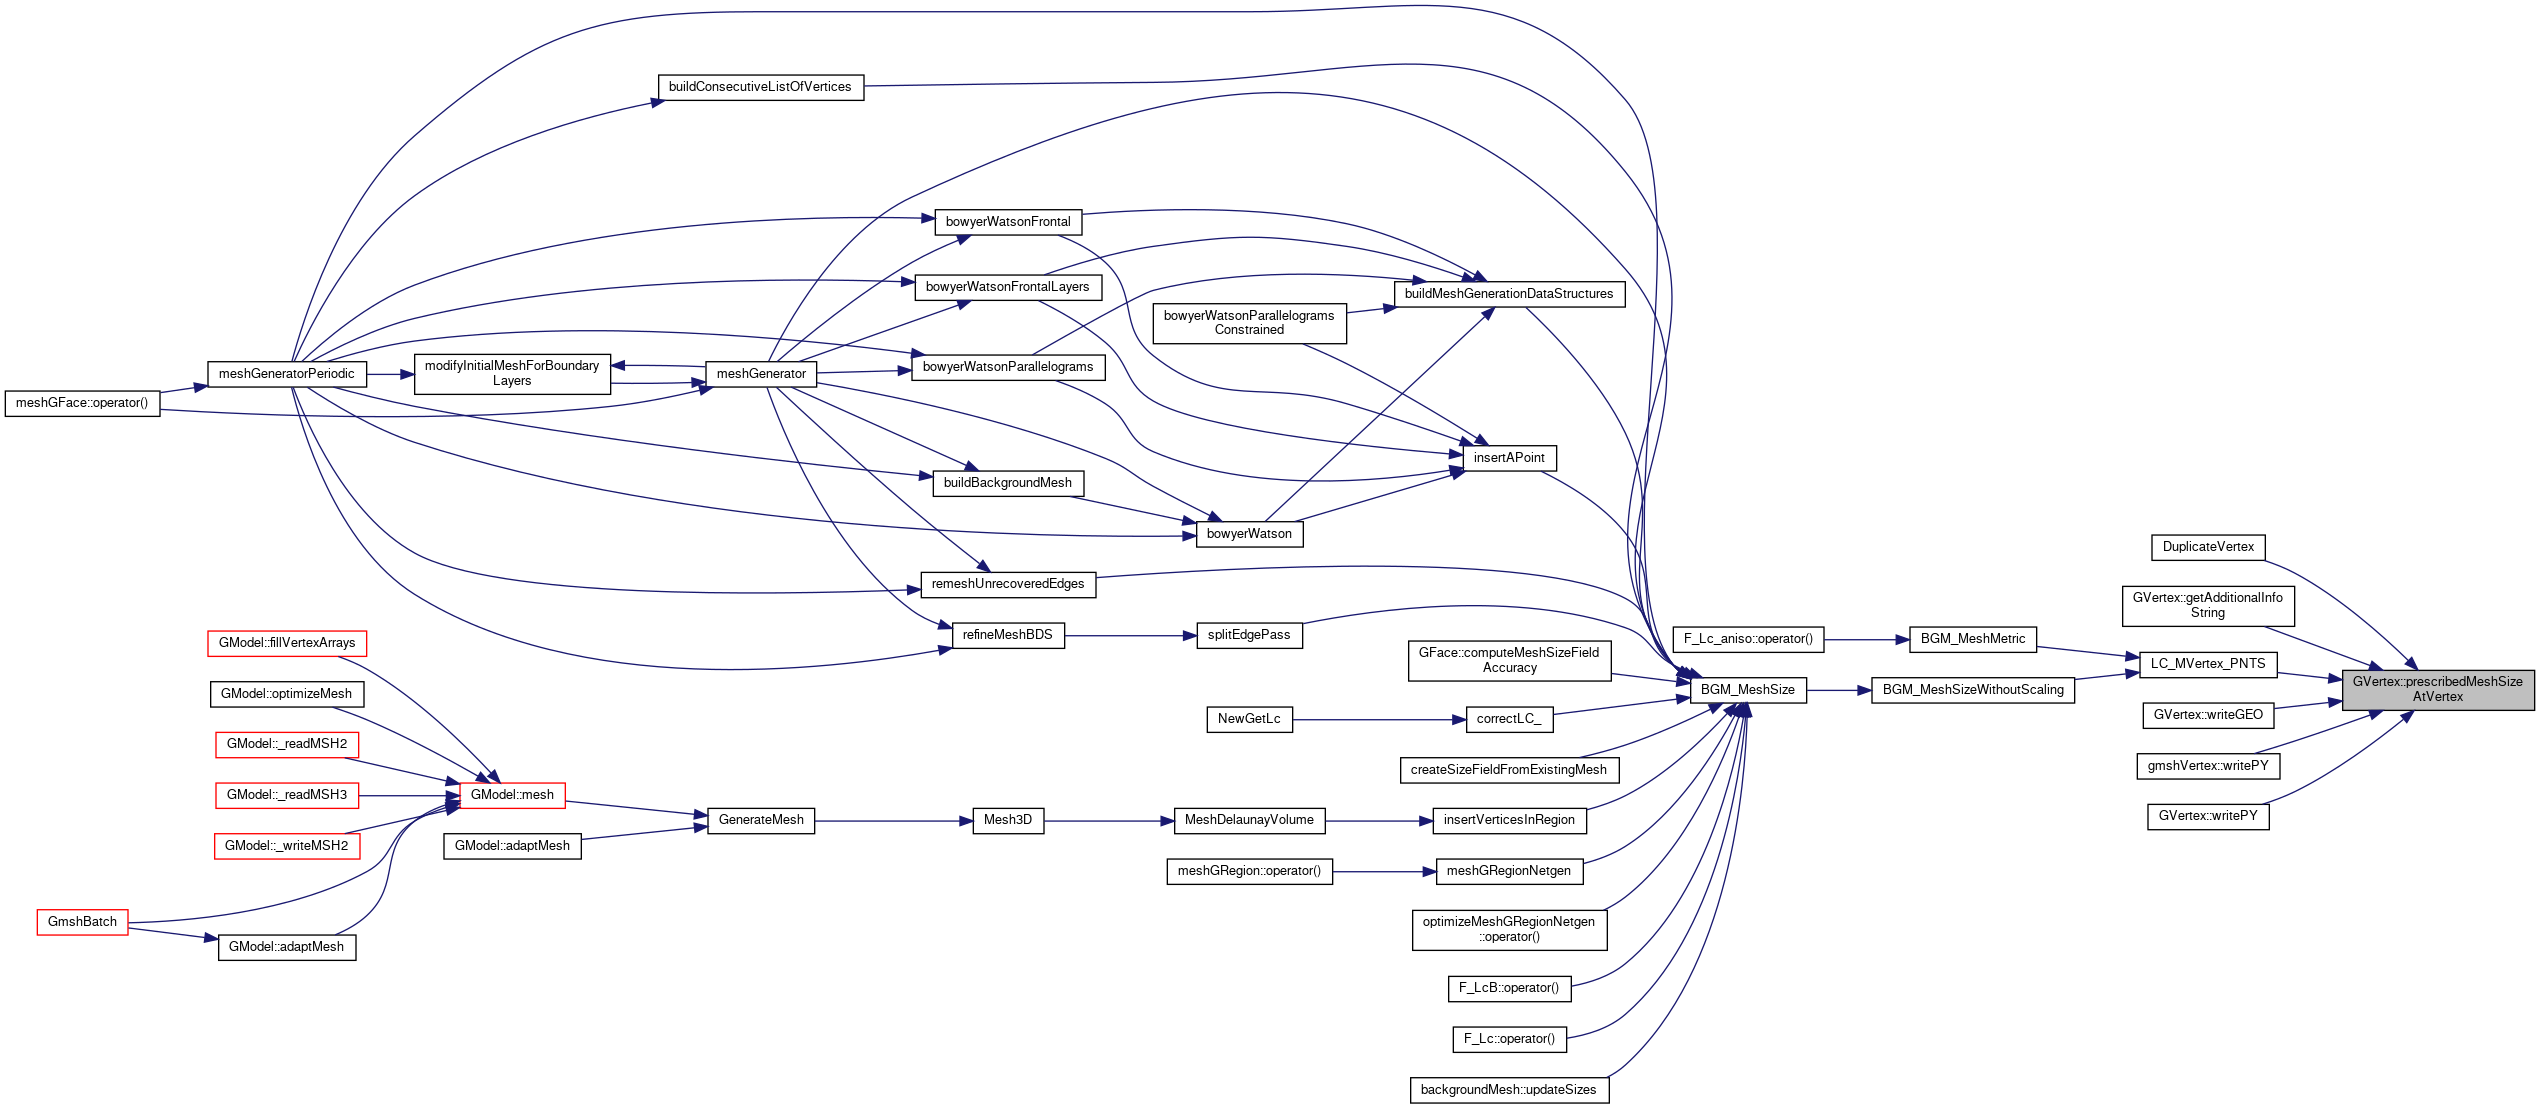 buildConsecutiveListOfVertices
bowyerWatsonFrontal
bowyerWatsonFrontalLayers
buildMeshGenerationDataStructures
bowyerWatsonParallelograms
Constrained
meshGeneratorPeriodic
modifyInitialMeshForBoundary
Layers
meshGenerator
bowyerWatsonParallelograms
meshGFace::operator()
insertAPoint
buildBackgroundMesh
bowyerWatson
DuplicateVertex
remeshUnrecoveredEdges
GVertex::getAdditionalInfo
String
GModel::fillVertexArrays
refineMeshBDS
splitEdgePass
GFace::computeMeshSizeField
Accuracy
F_Lc_aniso::operator()
BGM_MeshMetric
LC_MVertex_PNTS
GModel::optimizeMesh
BGM_MeshSize
BGM_MeshSizeWithoutScaling
GVertex::prescribedMeshSize
AtVertex
NewGetLc
correctLC_
GVertex::writeGEO
GModel::_readMSH2
createSizeFieldFromExistingMesh
gmshVertex::writePY
GModel::_readMSH3
GModel::mesh
GenerateMesh
Mesh3D
MeshDelaunayVolume
insertVerticesInRegion
GVertex::writePY
GModel::_writeMSH2
GModel::adaptMesh
meshGRegion::operator()
meshGRegionNetgen
GmshBatch
GModel::adaptMesh
optimizeMeshGRegionNetgen
::operator()
F_LcB::operator()
F_Lc::operator()
backgroundMesh::updateSizes